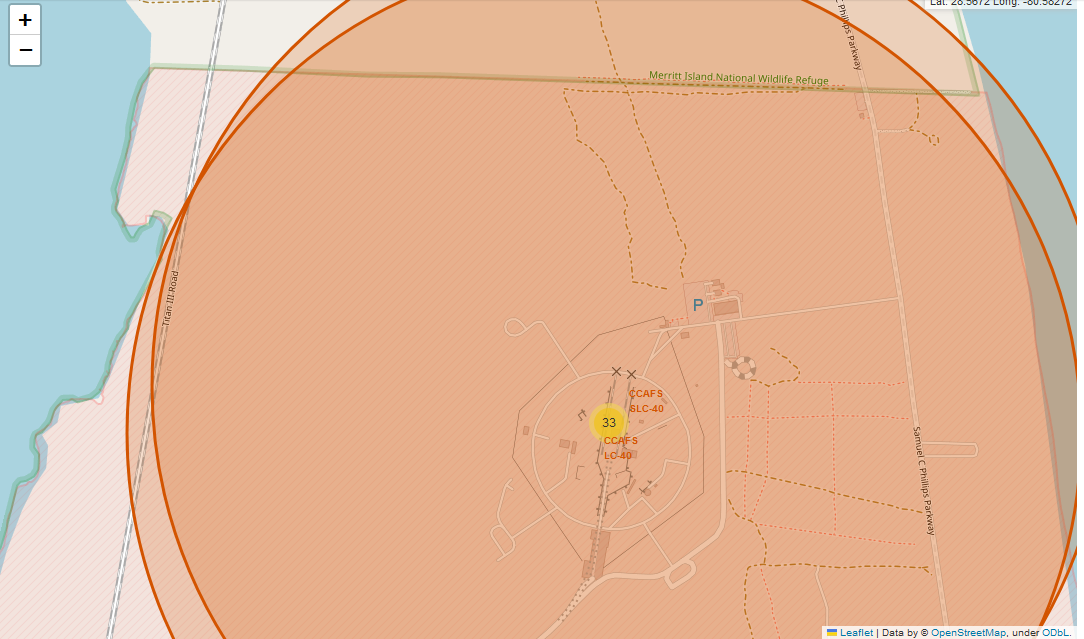 +
−
Lat: 28.5672 Long: -80.58272
C Phillips Parkway
Merritt Island National Wildlife Refuge
Titan III Road
P
CCAFS
SLC-40
33
CCAFS
LC-40
Samuel C Phillips Parkway
Leaflet | Data by © OpenStreetMap, under ODbL.